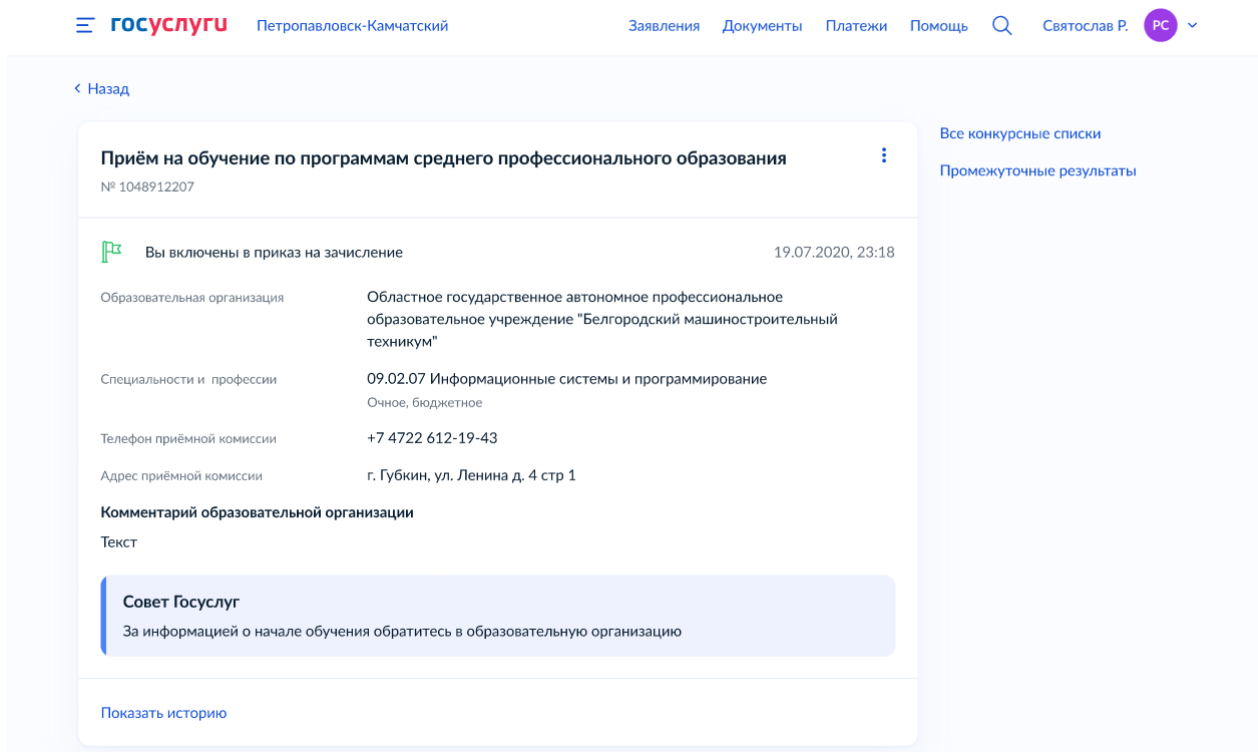 госуслуги Петропавловск-Камчатский Заявления Документы Платежи Помощь Святослав Р. РС
Назад
Приём на обучение по программам среднего профессионального образования
№ 1048912207
Все конкурсные списки
Промежуточные результаты
Вы включены в приказ на зачисление 19.07.2020, 23:18
Образовательная организация Областное государственное автономное профессиональное
образовательное учреждение "Белгородский машиностроительный
техникум"
Специальности и профессии 09.02.07 Информационные системы и программирование
Очное, бюджетное
Телефон приёмной комиссии +7 4722 612-19-43
Адрес приёмной комиссии г. Губкин, ул. Ленина д. 4 стр 1
Комментарий образовательной организации
Текст
Совет Госуслуг
За информацией о начале обучения обратитесь в образовательную организацию
Показать историю